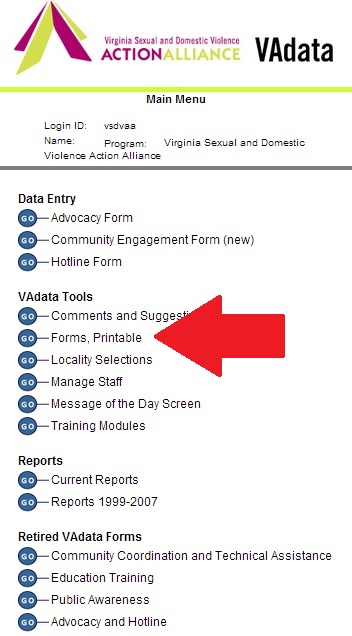 Virginia Sexual and Domestic Violence
ACTIONALLIANCE VAdata
Main Menu
Login ID: vsdvaa
Name: Program: Virginia Sexual and Domestic
Violence Action Alliance
Data Entry
GO Advocacy Form
GO Community Engagement Form (new)
GO Hotline Form
VAdata Tools
GO Comments and Suggesti
GO Forms, Printable
GO Locality Selections
GO Manage Staff
GO Message of the Day Screen
GO Training Modules
Reports
GO Current Reports
GO Reports 1999-2007
Retired VAdata Forms
GO Community Coordination and Technical Assistance
GO Education Training
GO Public Awareness
GO Advocacy and Hotline